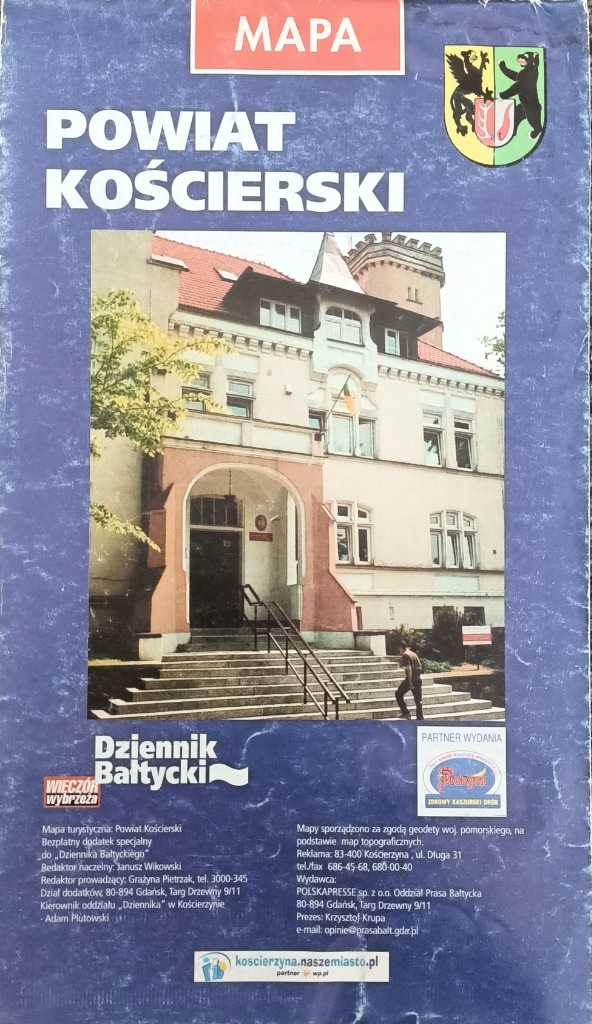 MAPA
POWIAT
KOŚCIERSKI
Dziennik
Bałtycki
WIECZÓR
wybrzeża
PARTNER WYDANIA
ZDROWY KASZUBSKI DRÓB
Mapa turystyczna: Powiat Kościerski
Bezpłatny dodatek specjalny
do „Dziennika Bałtyckiego"
Redaktor naczelny: Janusz Wikowski
Redaktor prowadzący: Grażyna Pietrzak, tel. 3000-345
Dział dodatków, 80-894 Gdańsk, Targ Drzewny 9/11
Kierownik oddziału „Dziennika" w Kościerzynie
- Adam Plutowski
Mapy sporządzono za zgodą geodety woj. pomorskiego, na
podstawie map topograficznych.
Reklama: 83-400 Kościerzyna , ul. Długa 31
tel./fax 686-45-68, 680-00-40
Wydawca:
POLSKAPRESSE sp. z o.o. Oddział Prasa Bałtycka
80-894 Gdańsk, Targ Drzewny 9/11
Prezes: Krzysztof Krupa
e-mail: opinie@prasabalt.gda.pl
koscierzyna.naszemiasto.pl
partner wp.pl